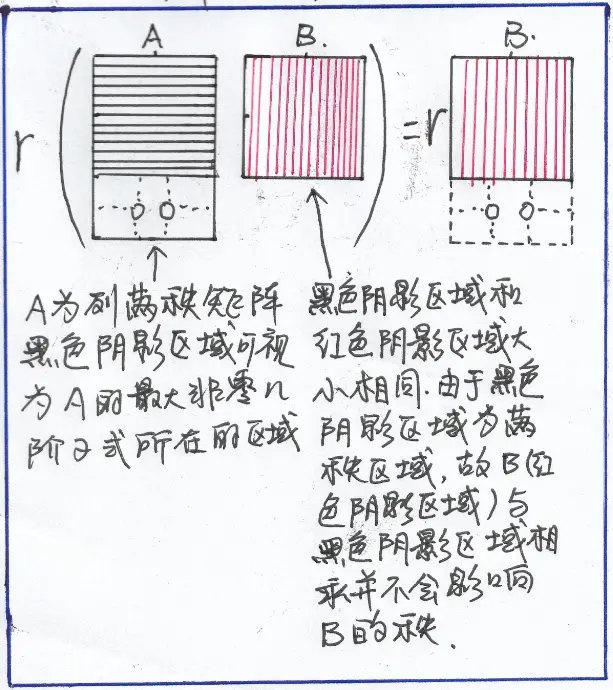 A B. B.
r ( ) = r
0 0 0 0
A为列满秩矩阵
黑色阴影区域可视
为A的最大非零n
阶子式所在的区域
黑色阴影区域和
红色阴影区域大
小相同.由于黑色
阴影区域为满
秩区域,故B(红
色阴影区域)与
黑色阴影区域相
乘并不会影响
B的秩.